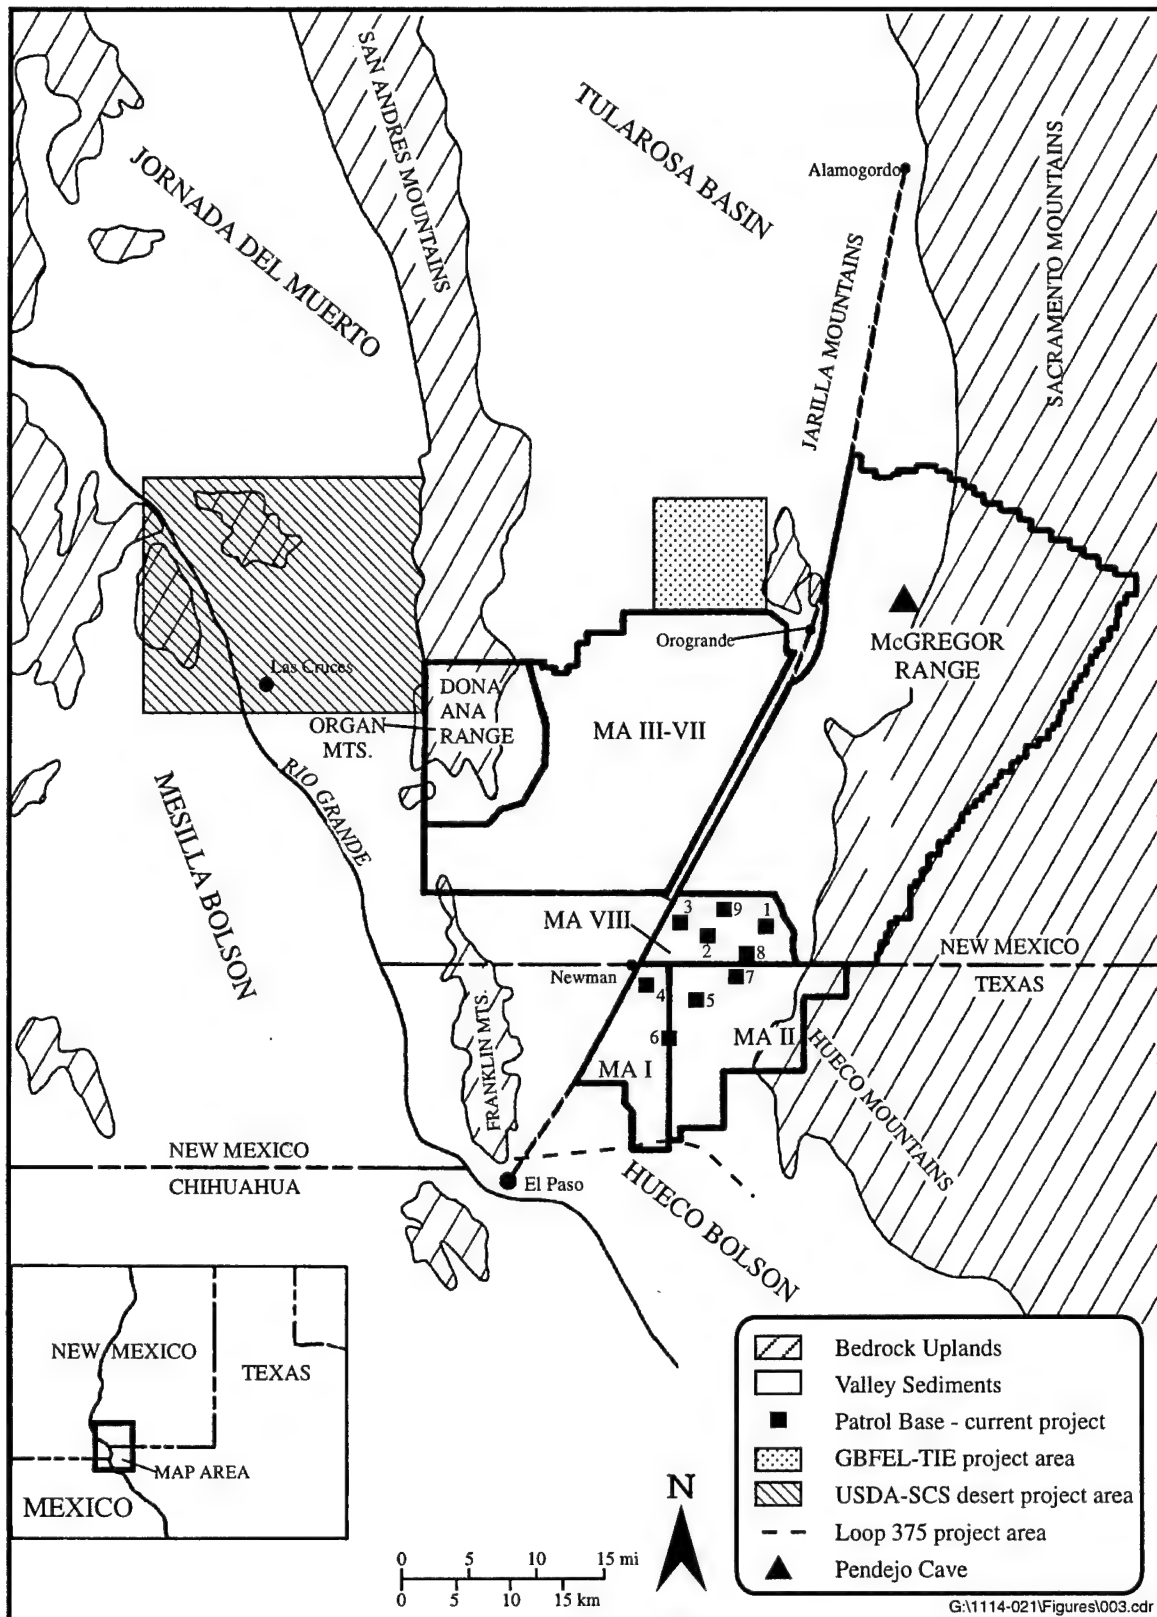 SAN ANDRES MOUNTAINS
TULAROSA BASIN
JORNADA DEL MUERTO
Alamogordo
SACRAMENTO MOUNTAINS
JARILLA MOUNTAINS
Orogrande
McGREGOR
RANGE
Las Cruces
DONA
ANA
RANGE
ORGAN
MTS.
MA III-VII
RIO GRANDE
MESILLA BOLSON
MA VIII
3
9
1
2
8
NEW MEXICO
TEXAS
Newman
7
4
5
6
MA II
MA I
FRANKLIN MTS.
HUECO MOUNTAINS
NEW MEXICO
CHIHUAHUA
El Paso
HUECO BOLSON
NEW MEXICO
TEXAS
MAP AREA
MEXICO
Bedrock Uplands
Valley Sediments
Patrol Base - current project
GBFEL-TIE project area
USDA-SCS desert project area
Loop 375 project area
Pendejo Cave
N
0 5 10 15 mi
0 5 10 15 km
G:\1114-021\Figures\003.cdr